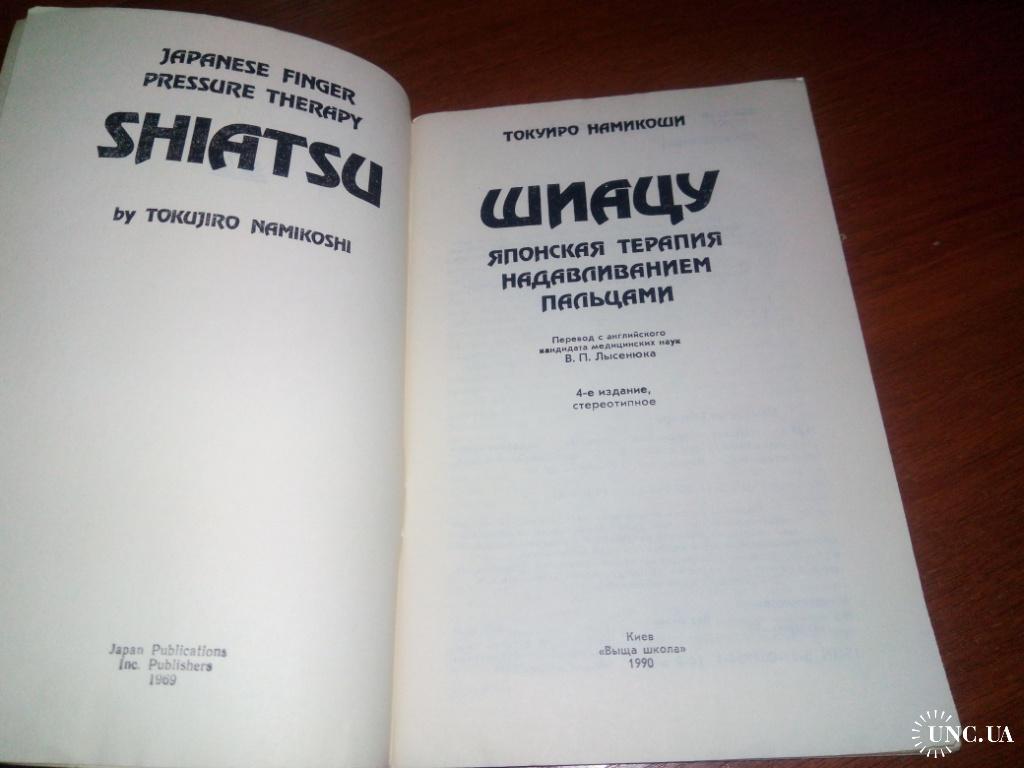 JAPANESE FINGER
PRESSURE THERAPY
SHIATSU
by TOKUJIRO NAMIKOSHI
Japan Publications
Inc. Publishers
1969
ТОКУИРО НАМИКОШИ
ШИАЦУ
ЯПОНСКАЯ ТЕРАПИЯ
НАДАВЛИВАНИЕМ
ПАЛЬЦАМИ
Перевод с английского
кандидата медицинских наук
В. П. Лысенюка
4-е издание,
стереотипное
Киев
«Выща школа»
1990
UNC.UA